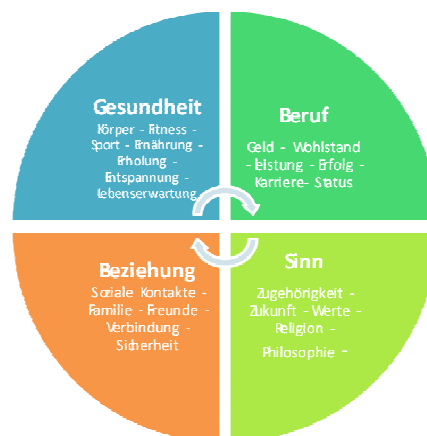 Gesundheit
Körper - Fitness -
Sport - Ernährung -
Erholung -
Entspannung -
Lebenserwartung
Beruf
Geld - Wohlstand
- Leistung - Erfolg -
Karriere- Status
Beziehung
Soziale Kontakte -
Familie - Freunde -
Verbindung -
Sicherheit
Sinn
Zugehörigkeit -
Zukunft - Werte -
Religion -
Philosophie -